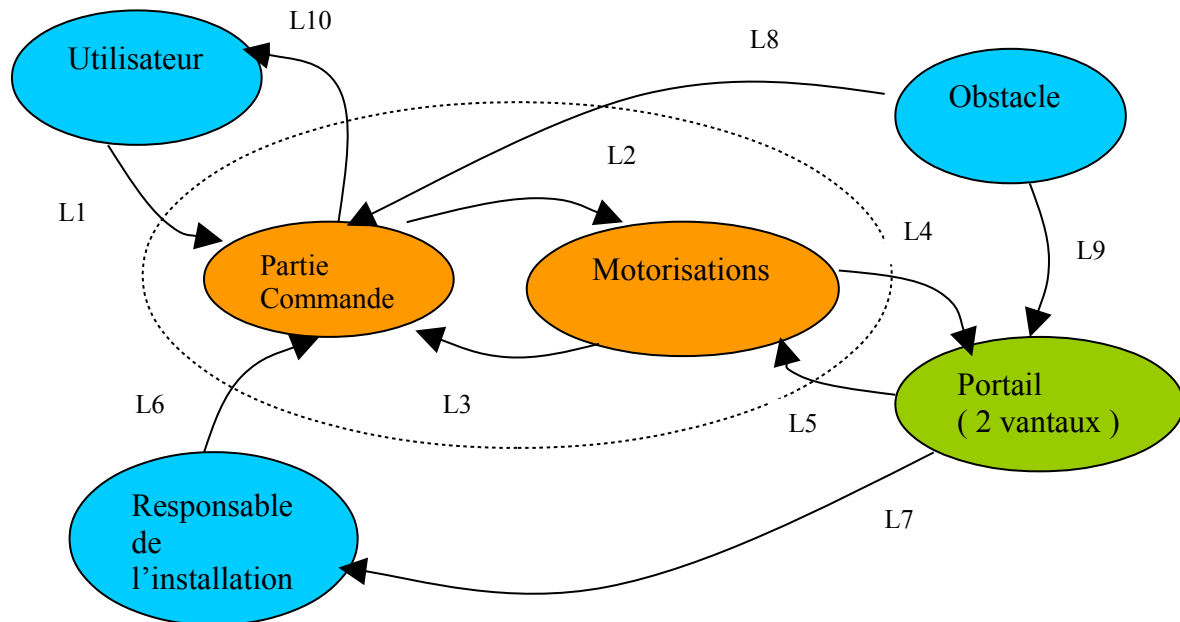 L10
Utilisateur
L8
Obstacle
L2
L1
L4
L9
Partie
Commande
Motorisations
L6
L3
L5
Portail
( 2 vantaux )
Responsable
de
l’installation
L7